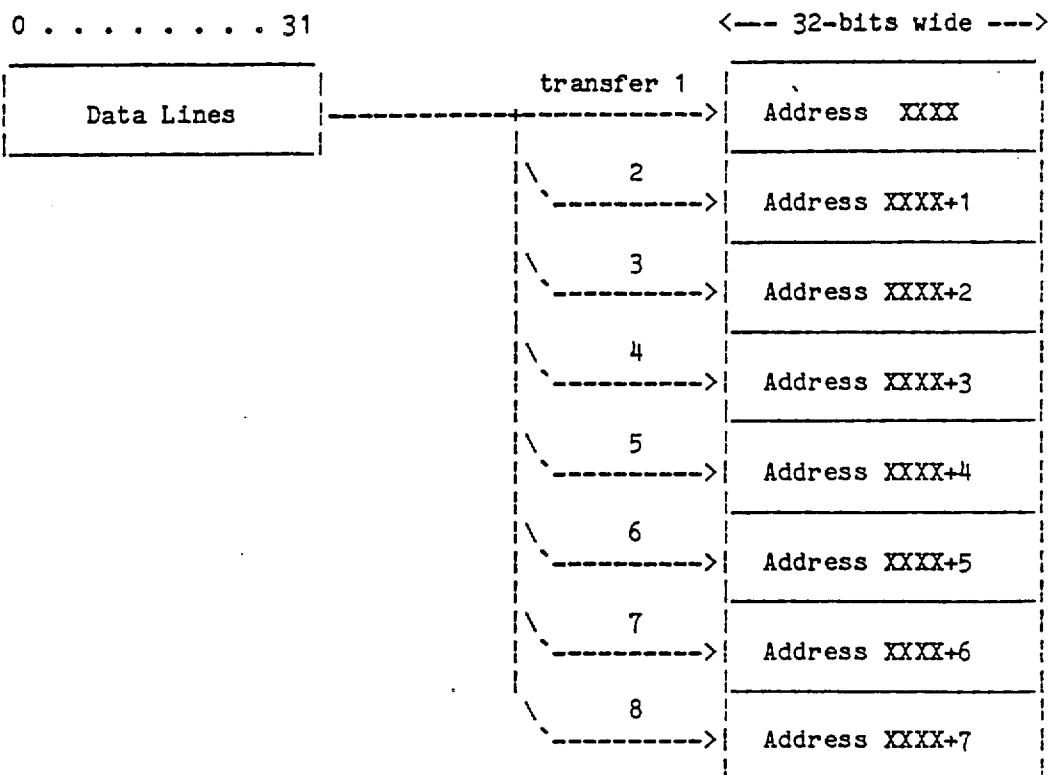 0 . . . . . . . . . 31 <--- 32-bits wide --->
transfer 1
Data Lines Address XXXX
2
Address XXXX+1
3
Address XXXX+2
4
Address XXXX+3
5
Address XXXX+4
6
Address XXXX+5
7
Address XXXX+6
8
Address XXXX+7